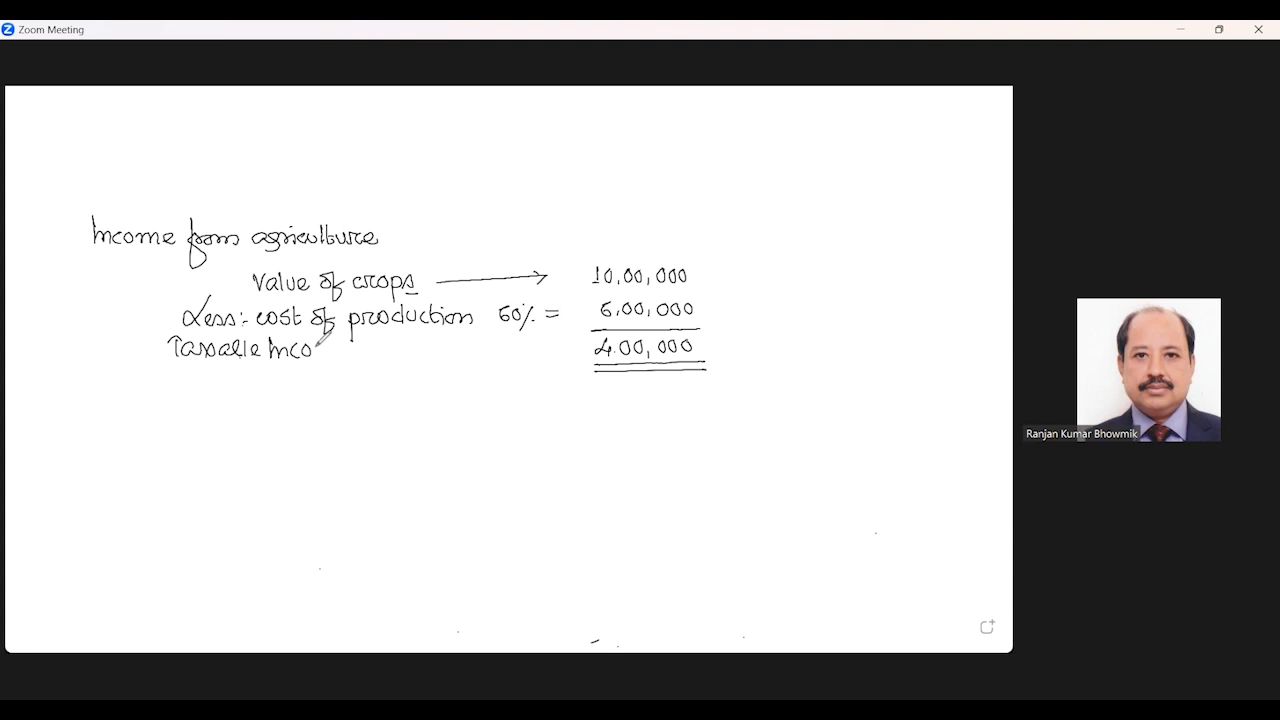 Zoom Meeting
Income from agriculture
Value of crops → 10,00,000
Less:- cost of production 60% = 6,00,000
Taxable Inco 4,00,000
Ranjan Kumar Bhowmik